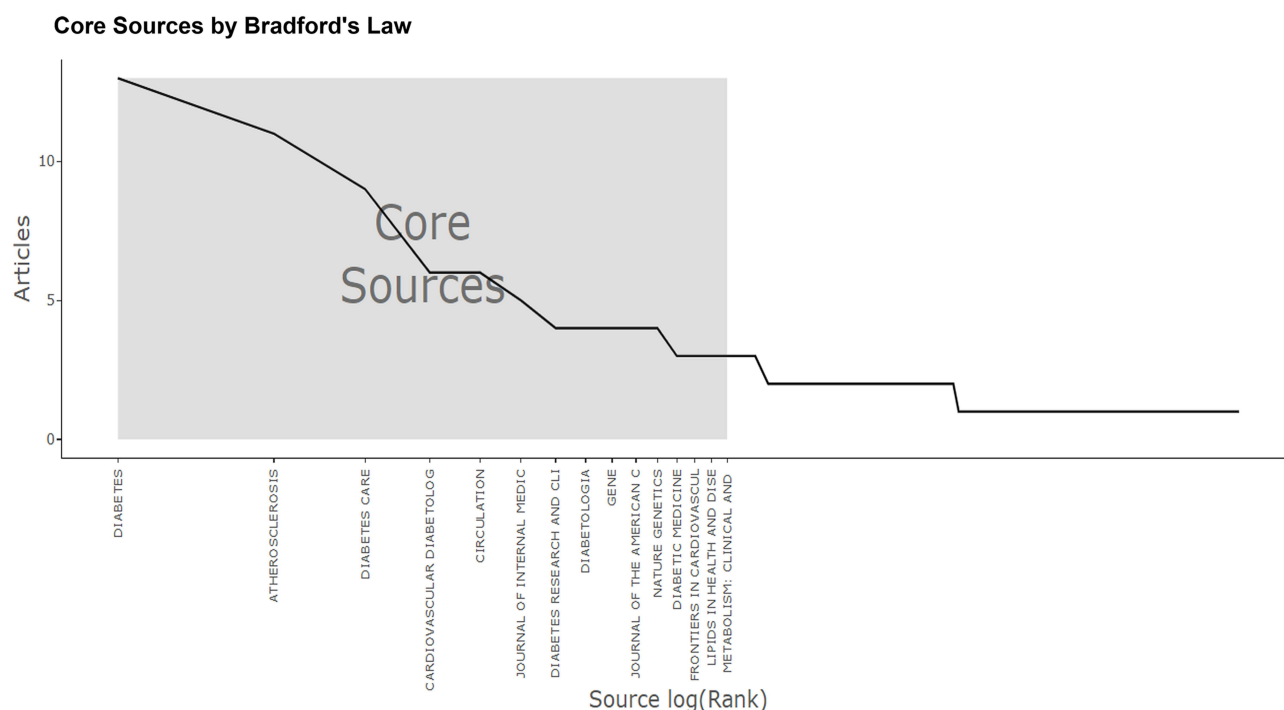 Core Sources by Bradford's Law
Articles
10
5
0
Core
Sources
DIABETES
ATHEROSCLEROSIS
DIABETES CARE
CARDIOVASCULAR DIABETOLOG
CIRCULATION
JOURNAL OF INTERNAL MEDIC
DIABETES RESEARCH AND CLI
DIABETOLOGIA
GENE
JOURNAL OF THE AMERICAN C
NATURE GENETICS
DIABETIC MEDICINE
FRONTIERS IN CARDIOVASCUL
LIPIDS IN HEALTH AND DISE
METABOLISM: CLINICAL AND
Source log(Rank)